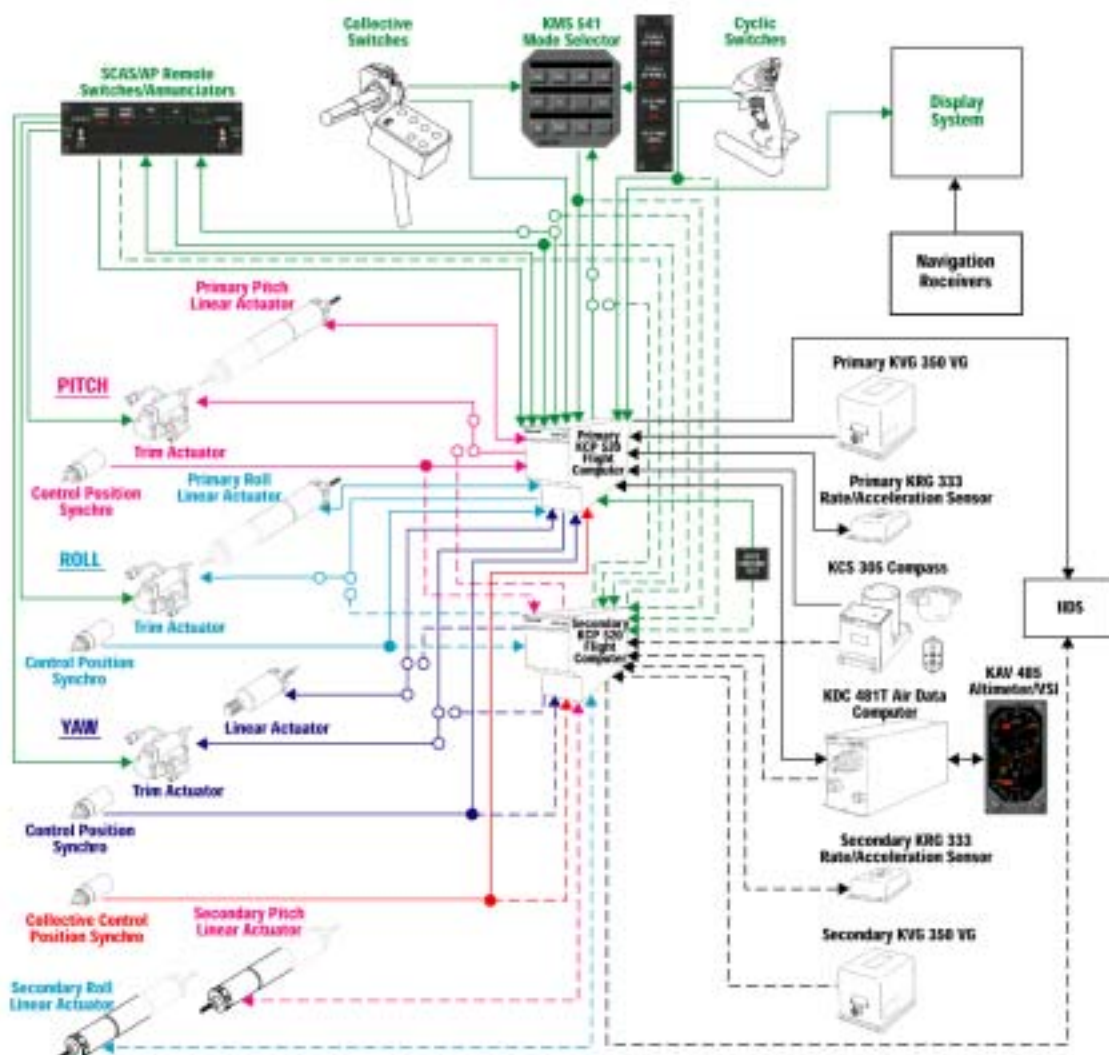 Collective
Switches
KMS 541
Mode Selector
Cyclic
Switches
SCAS/AP Remote
Switches/Annunciators
Display
System
Navigation
Receivers
Primary Pitch
Linear Actuator
PITCH
Trim Actuator
Control Position
Synchro
Primary
KCP 520
Flight
Computer
Primary KVG 350 VG
Primary Roll
Linear Actuator
Primary KRG 333
Rate/Acceleration Sensor
ROLL
Trim Actuator
Control Position
Synchro
KCS 305 Compass
IIDS
Secondary
KCP 520
Flight
Computer
Linear Actuator
YAW
Trim Actuator
KAV 485
Altimeter/VSI
KDC 481T Air Data
Computer
Control Position
Synchro
Secondary KRG 333
Rate/Acceleration Sensor
Collective Control
Position Synchro
Secondary Pitch
Linear Actuator
Secondary KVG 350 VG
Secondary Roll
Linear Actuator